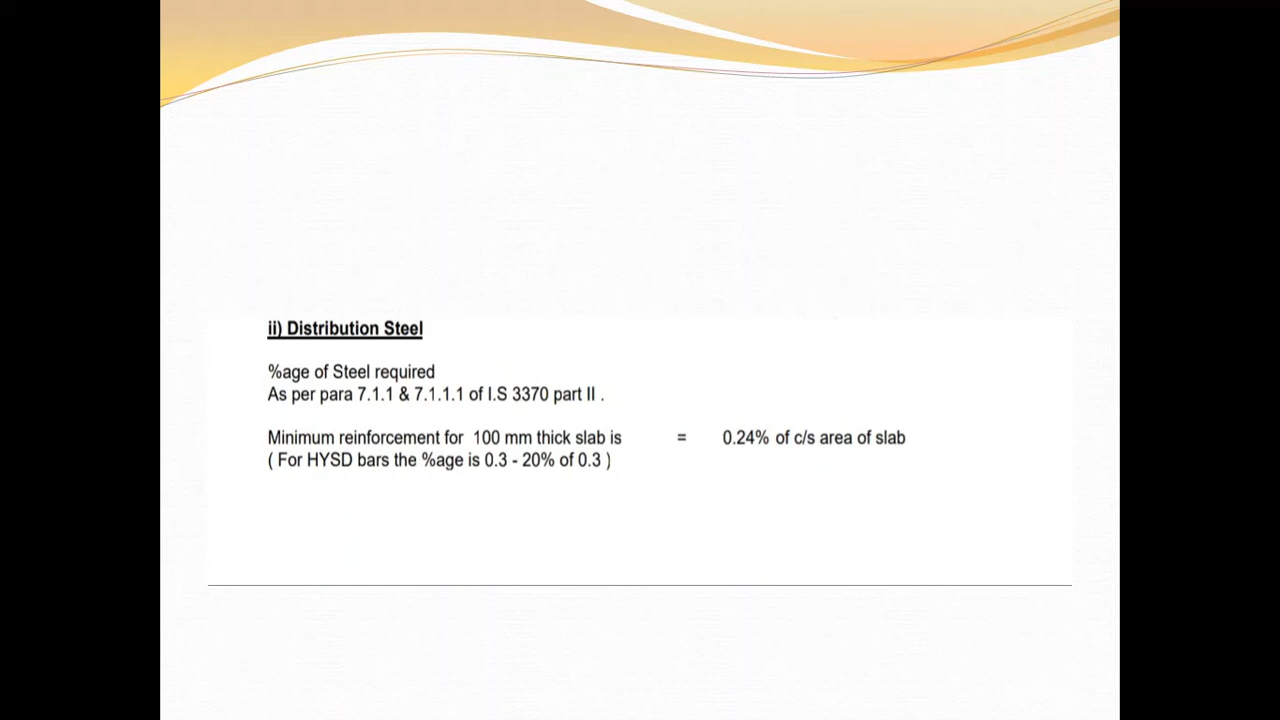 ii) Distribution Steel
%age of Steel required
As per para 7.1.1 & 7.1.1.1 of I.S 3370 part II .
Minimum reinforcement for 100 mm thick slab is = 0.24% of c/s area of slab
( For HYSD bars the %age is 0.3 - 20% of 0.3 )